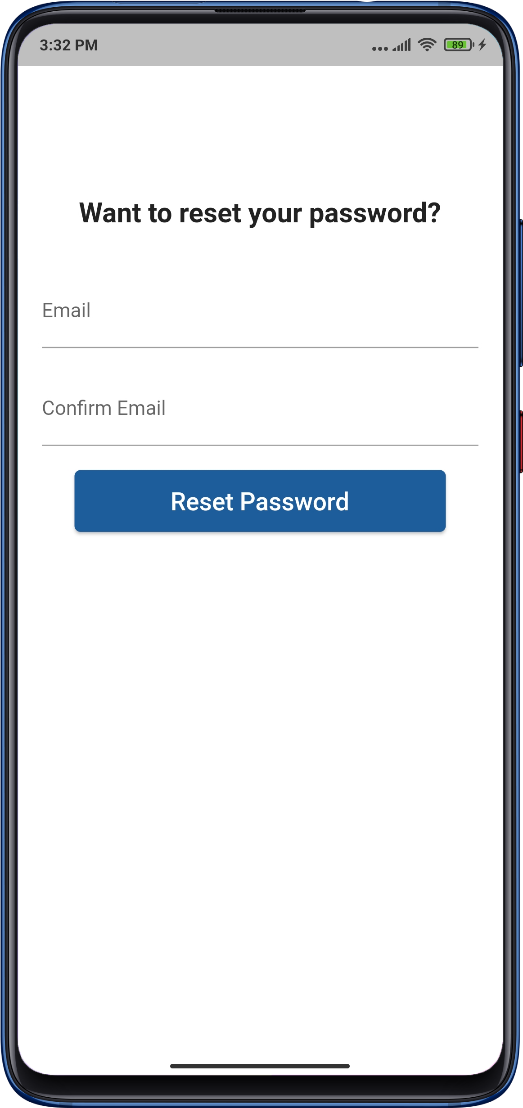 3:32 PM
89
Want to reset your password?
Email
Confirm Email
Reset Password